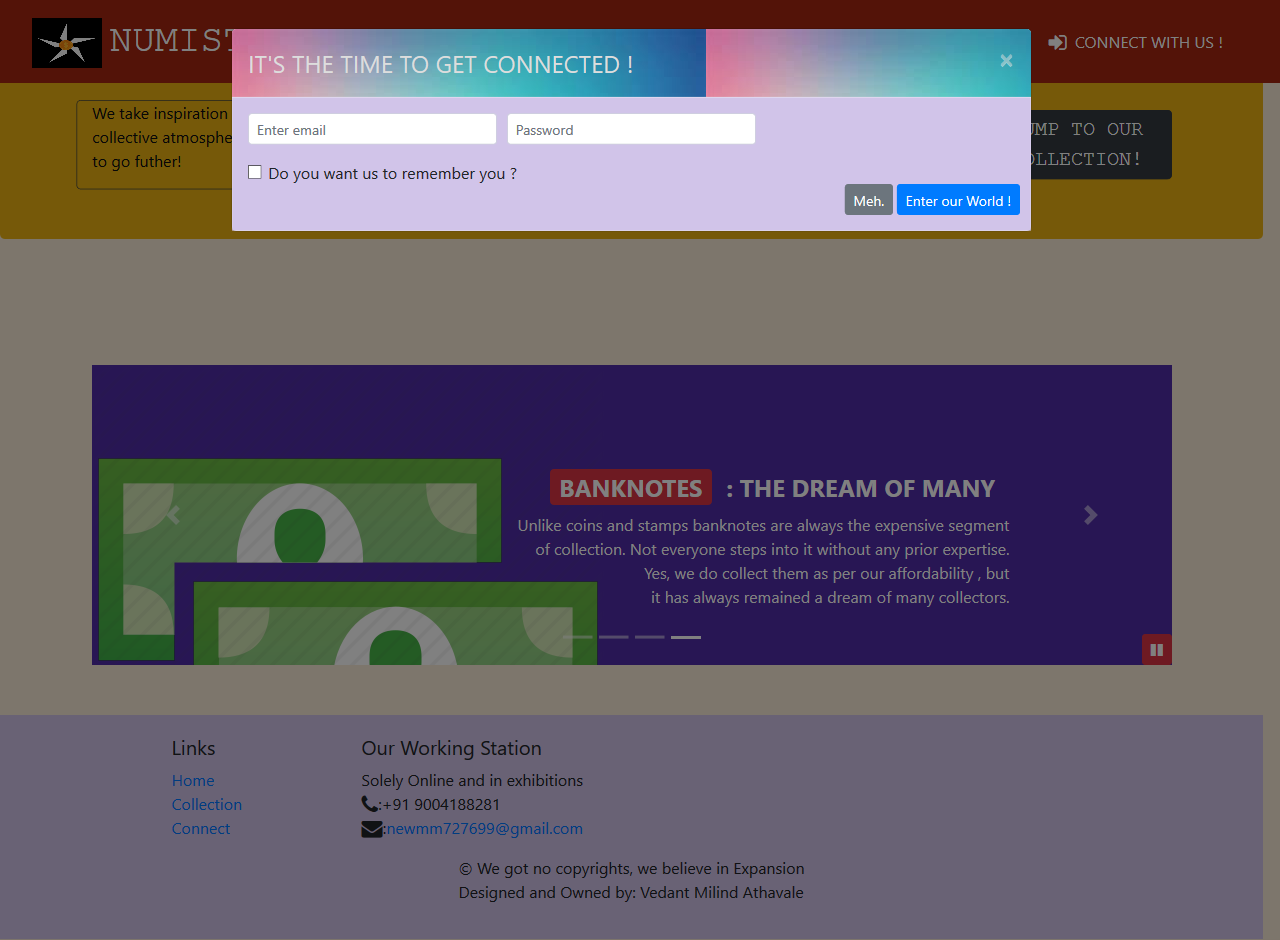 NUMIST
CONNECT WITH US !
IT'S THE TIME TO GET CONNECTED !
×
Enter email
Password
Do you want us to remember you ?
Meh.
Enter our World !
We take inspiration
collective atmosphe
to go futher!
UMP TO OUR
OLLECTION!
BANKNOTES : THE DREAM OF MANY
Unlike coins and stamps banknotes are always the expensive segment
of collection. Not everyone steps into it without any prior expertise.
Yes, we do collect them as per our affordability , but
it has always remained a dream of many collectors.
Links
Home
Collection
Connect
Our Working Station
Solely Online and in exhibitions
:+91 9004188281
:newmm727699@gmail.com
© We got no copyrights, we believe in Expansion
Designed and Owned by: Vedant Milind Athavale